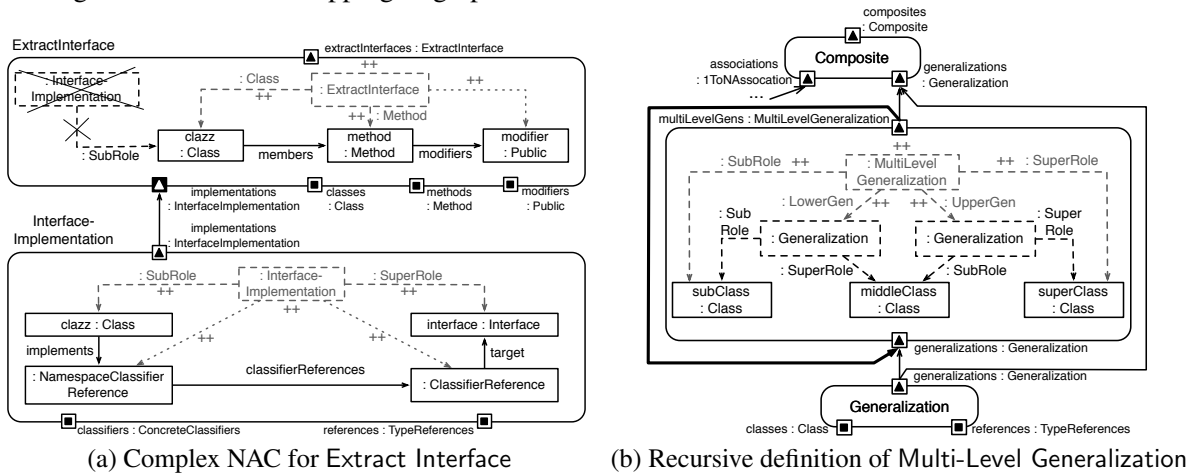 ExtractInterface
extractInterfaces : ExtractInterface
++
Interface-
Implementation
: Class
++
: ExtractInterface
++
++ : Method
: SubRole
clazz
: Class
members
method
: Method
modifiers
modifier
: Public
implementations
: InterfaceImplementation
classes
: Class
methods
: Method
modifiers
: Public
Interface-
Implementation
implementations
: InterfaceImplementation
++
: SubRole
++
: Interface-
Implementation
: SuperRole
++
++
++
clazz : Class
interface : Interface
implements
target
: NamespaceClassifier
Reference
classifierReferences
: ClassifierReference
classifiers : ConcreteClassifiers
references : TypeReferences
(a) Complex NAC for Extract Interface
composites
: Composite
Composite
associations
: 1ToNAssocation
...
generalizations
: Generalization
multiLevelGens : MultiLevelGeneralization
++
: SubRole ++
: MultiLevel
Generalization
++ : SuperRole
: LowerGen ++
++ : UpperGen
: Sub
Role
: Generalization
: Generalization
: Super
Role
: SuperRole
: SubRole
subClass
: Class
middleClass
: Class
superClass
: Class
generalizations : Generalization
generalizations : Generalization
Generalization
classes : Class
references : TypeReferences
(b) Recursive definition of Multi-Level Generalization